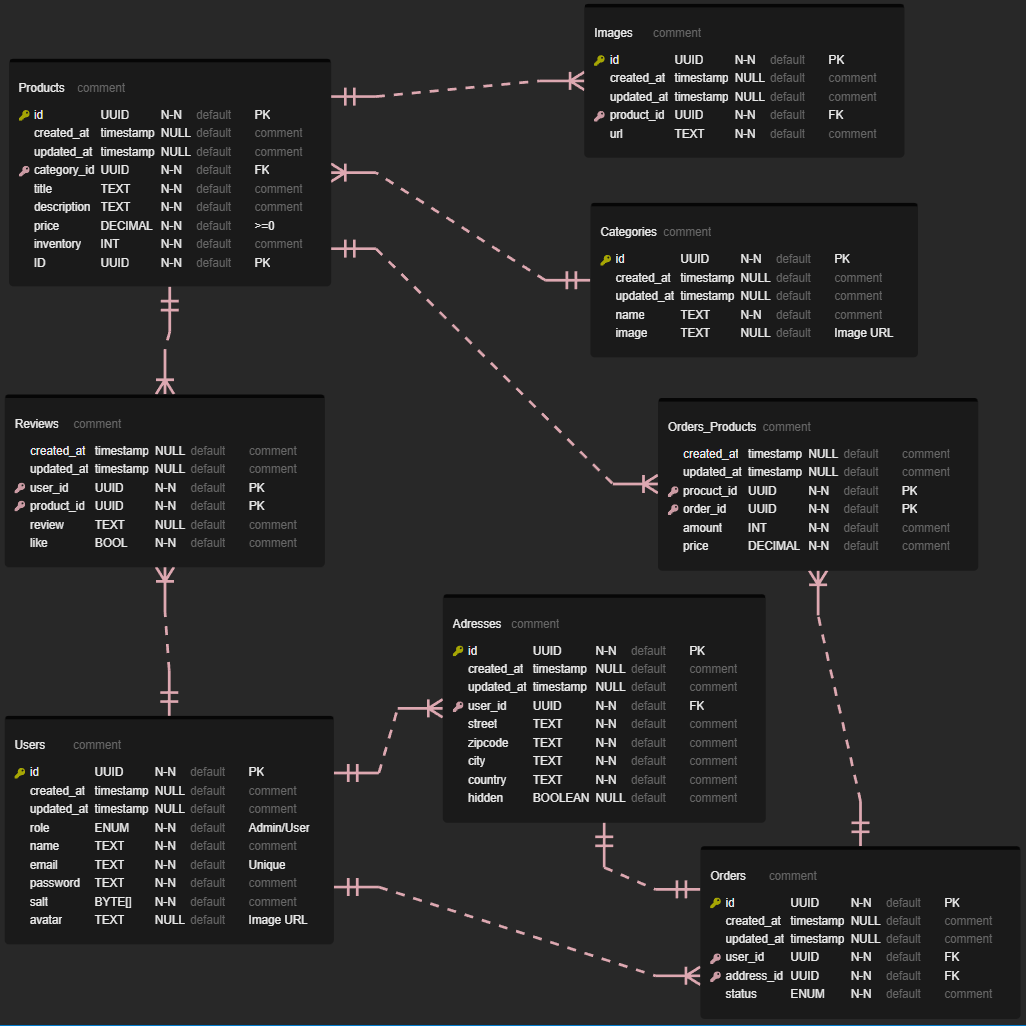 Images comment
id UUID N-N default PK
created_at timestamp NULL default comment
updated_at timestamp NULL default comment
product_id UUID N-N default FK
url TEXT N-N default comment
Products comment
id UUID N-N default PK
created_at timestamp NULL default comment
updated_at timestamp NULL default comment
category_id UUID N-N default FK
title TEXT N-N default comment
description TEXT N-N default comment
price DECIMAL N-N default >=0
inventory INT N-N default comment
ID UUID N-N default PK
Categories comment
id UUID N-N default PK
created_at timestamp NULL default comment
updated_at timestamp NULL default comment
name TEXT N-N default comment
image TEXT NULL default Image URL
Reviews comment
created_at timestamp NULL default comment
updated_at timestamp NULL default comment
user_id UUID N-N default PK
product_id UUID N-N default PK
review TEXT NULL default comment
like BOOL N-N default comment
Orders_Products comment
created_at timestamp NULL default comment
updated_at timestamp NULL default comment
procuct_id UUID N-N default PK
order_id UUID N-N default PK
amount INT N-N default comment
price DECIMAL N-N default comment
Adresses comment
id UUID N-N default PK
created_at timestamp NULL default comment
updated_at timestamp NULL default comment
user_id UUID N-N default FK
street TEXT N-N default comment
zipcode TEXT N-N default comment
city TEXT N-N default comment
country TEXT N-N default comment
hidden BOOLEAN NULL default comment
Users comment
id UUID N-N default PK
created_at timestamp NULL default comment
updated_at timestamp NULL default comment
role ENUM N-N default Admin/User
name TEXT N-N default comment
email TEXT N-N default Unique
password TEXT N-N default comment
salt BYTE[] N-N default comment
avatar TEXT NULL default Image URL
Orders comment
id UUID N-N default PK
created_at timestamp NULL default comment
updated_at timestamp NULL default comment
user_id UUID N-N default FK
address_id UUID N-N default FK
status ENUM N-N default comment